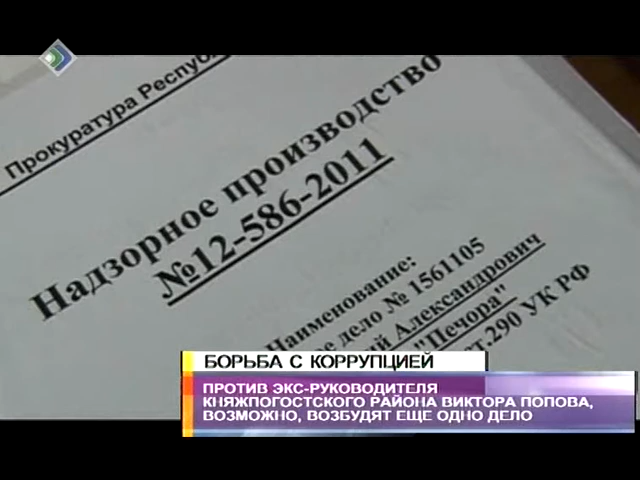 Прокуратура
Надзорное производство
№12-586-2011
Наименование:
дело № 1561105
Александрович
"Печора"
ст.290 УК РФ
БОРЬБА С КОРРУПЦИЕЙ
ПРОТИВ ЭКС-РУКОВОДИТЕЛЯ
КНЯЖПОГОСТСКОГО РАЙОНА ВИКТОРА ПОПОВА,
ВОЗМОЖНО, ВОЗБУДЯТ ЕЩЕ ОДНО ДЕЛО